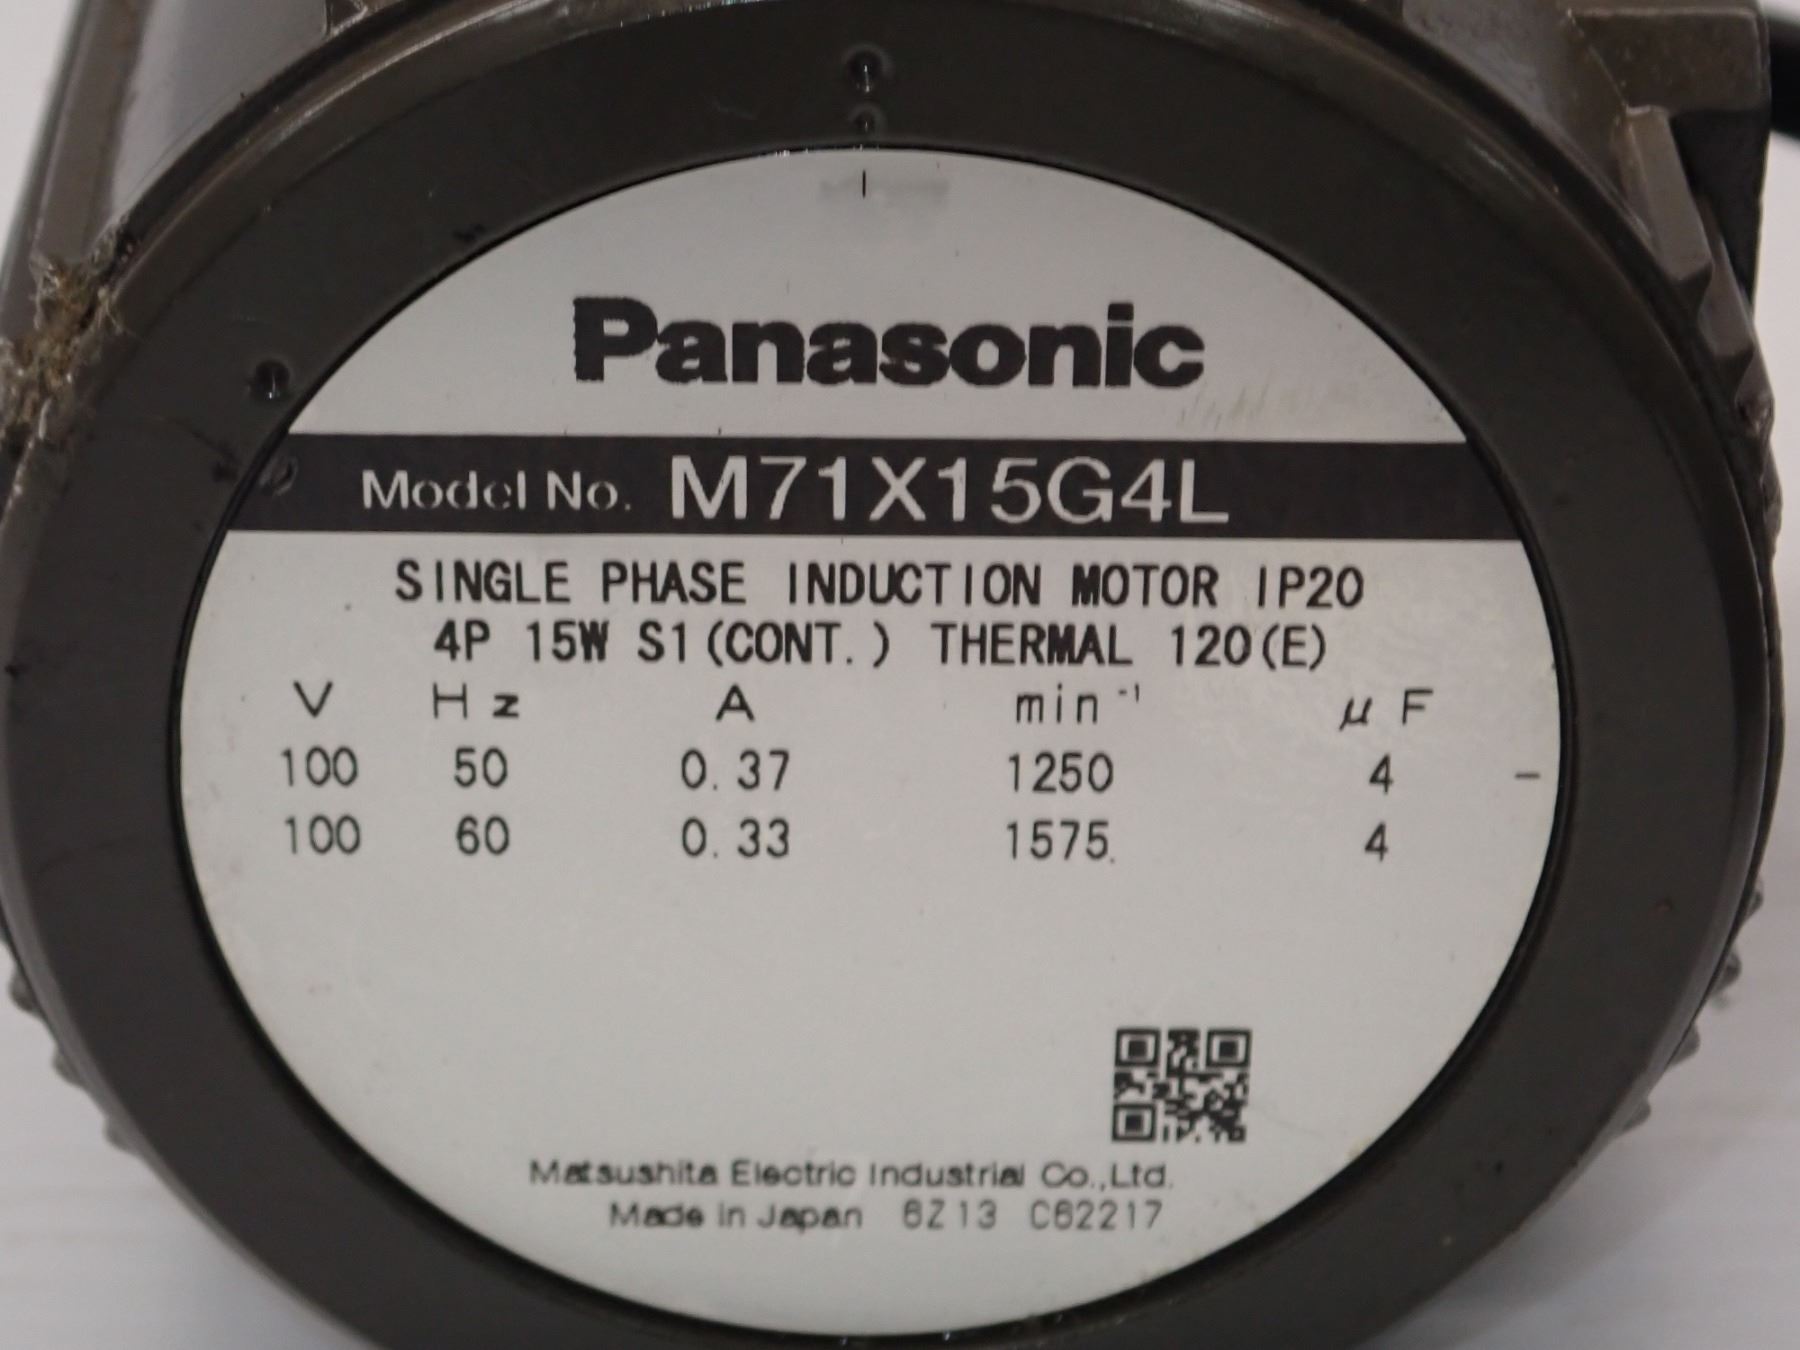 Panasonic
Model No. M71X15G4L
SINGLE PHASE INDUCTION MOTOR IP20
4P 15W S1(CONT.) THERMAL 120(E)
V Hz A min⁻¹ μF
100 50 0.37 1250 4 -
100 60 0.33 1575 4
Matsushita Electric Industrial Co.,Ltd.
Made in Japan 6Z13 C62217